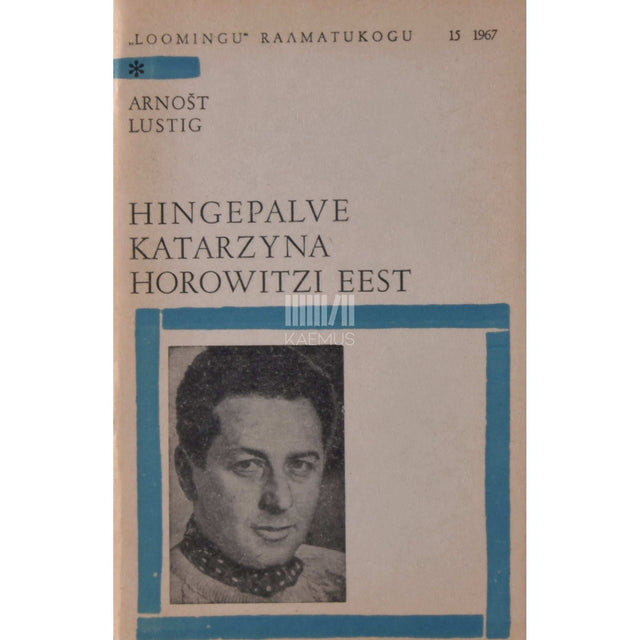 „LOOMINGU“ RAAMATUKOGU 15 1967
*
ARNOŠT
LUSTIG
HINGEPALVE
KATARZYNA
HOROWITZI EEST
KAEMUS